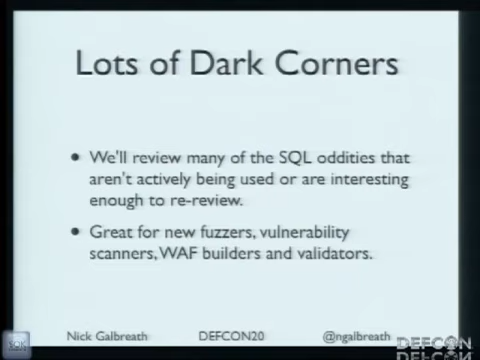 Lots of Dark Corners
• We'll review many of the SQL oddities that
aren't actively being used or are interesting
enough to re-review.
• Great for new fuzzers, vulnerability
scanners, WAF builders and validators.
Nick Galbreath DEFCON20 @ngalbreath
DEFCON
DEFCON